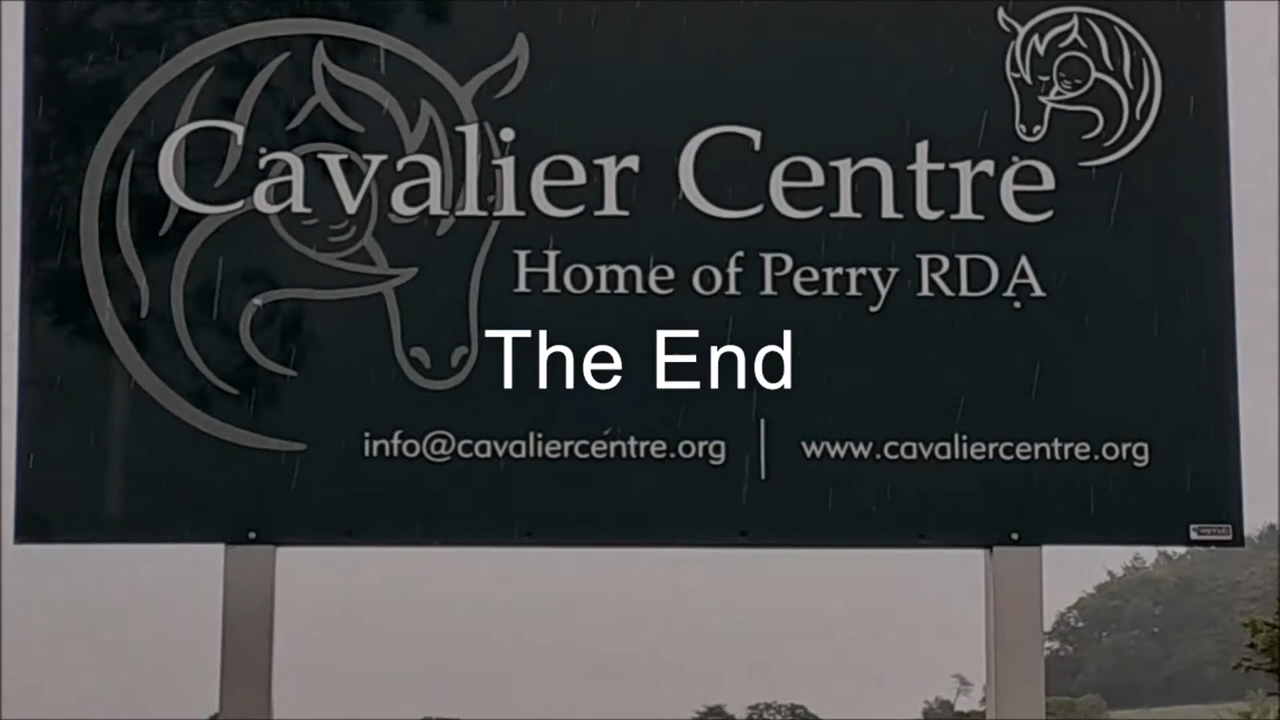 Cavalier Centre
Home of Perry RDA
The End
info@cavaliercentre.org | www.cavaliercentre.org